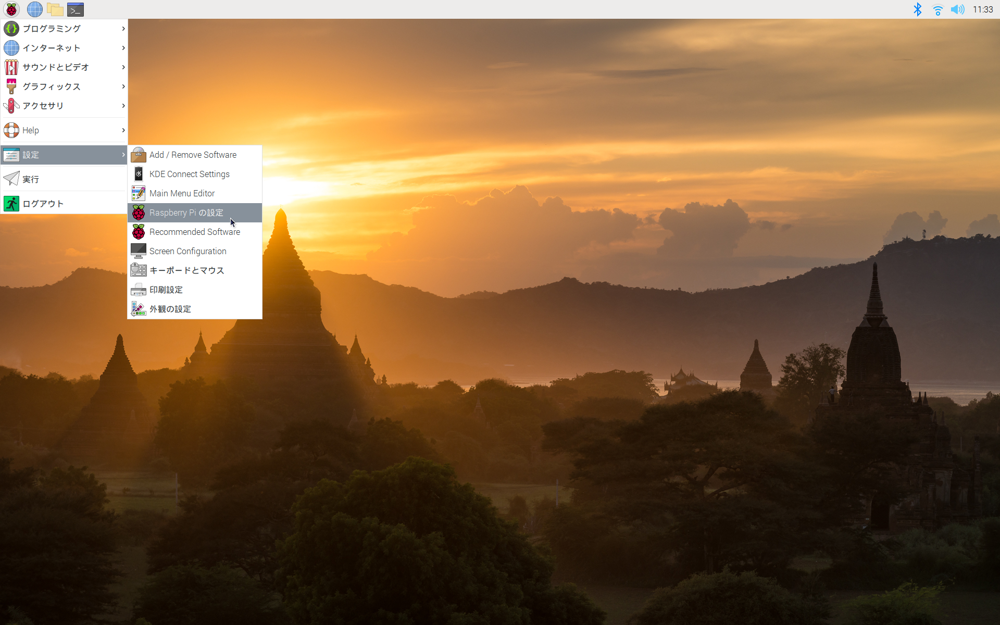 11:33
プログラミング
インターネット
サウンドとビデオ
グラフィックス
アクセサリ
Help
設定
実行
ログアウト
Add / Remove Software
KDE Connect Settings
Main Menu Editor
Raspberry Pi の設定
Recommended Software
Screen Configuration
キーボードとマウス
印刷設定
外観の設定